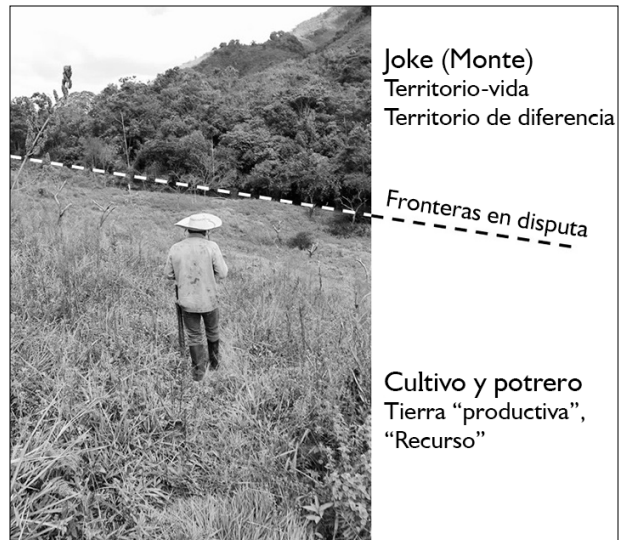 Joke (Monte)
Territorio-vida
Territorio de diferencia
Fronteras en disputa
Cultivo y potrero
Tierra “productiva”,
“Recurso”